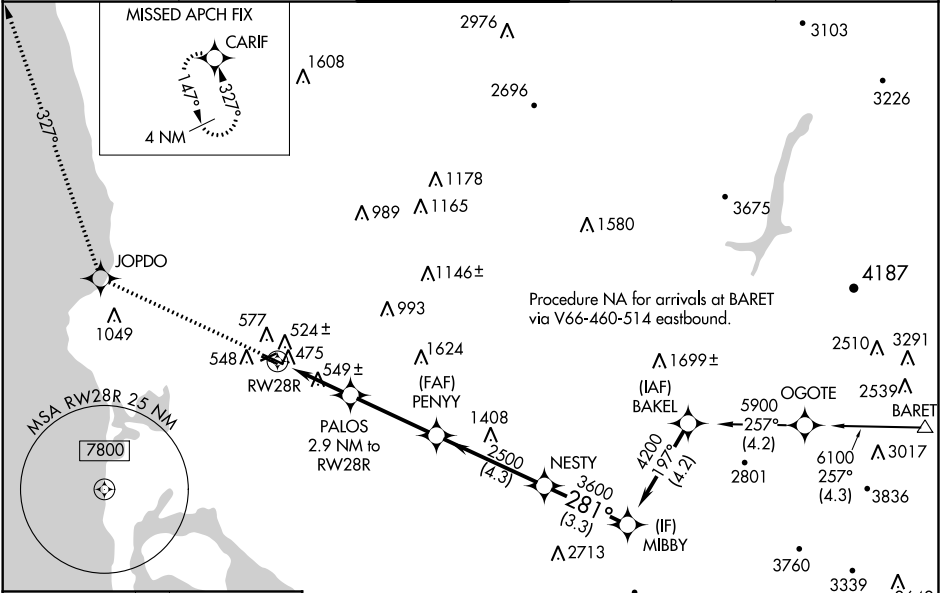 MISSED APCH FIX
CARIF
147°
327°
4 NM
1608
2976
2696
3103
3226
327°
1178
989
1165
1580
3675
JOPDO
1146±
4187
993
Procedure NA for arrivals at BARET
via V66-460-514 eastbound.
1049
577
524±
548
475
549±
RW28R
1624
1699±
2510
3291
2539
(FAF)
PENYY
(IAF)
BAKEL
5900
257°
(4.2)
OGOTE
BARET
6100
257°
(4.3)
3017
MSA RW28R 25 NM
7800
PALOS
2.9 NM to
RW28R
1408
2500
(4.3)
4200
197°
(4.2)
2801
3836
NESTY
3600
281°
(3.3)
(IF)
MIBBY
2713
3760
3339